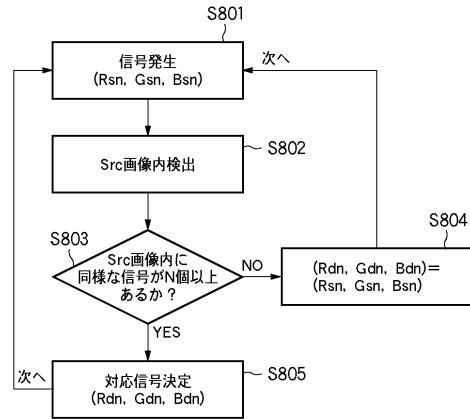 S801
信号発生
(Rsn, Gsn, Bsn)
次へ
S802
Src画像内検出
S803
Src画像内に
同様な信号がN個以上
あるか？
NO
S804
(Rdn, Gdn, Bdn)=
(Rsn, Gsn, Bsn)
YES
次へ
S805
対応信号決定
(Rdn, Gdn, Bdn)